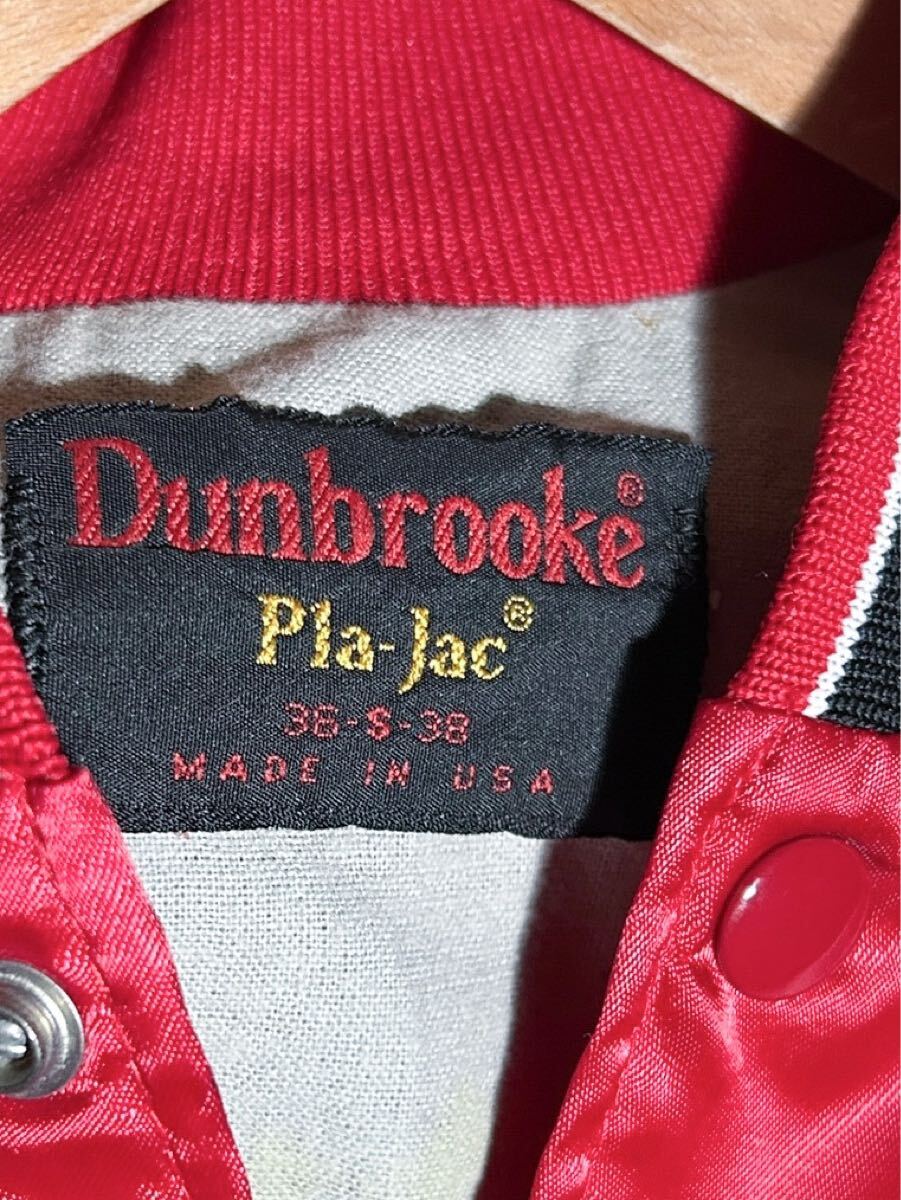 Dunbrooke®
Pla-Jac®
36-S-38
MADE IN USA